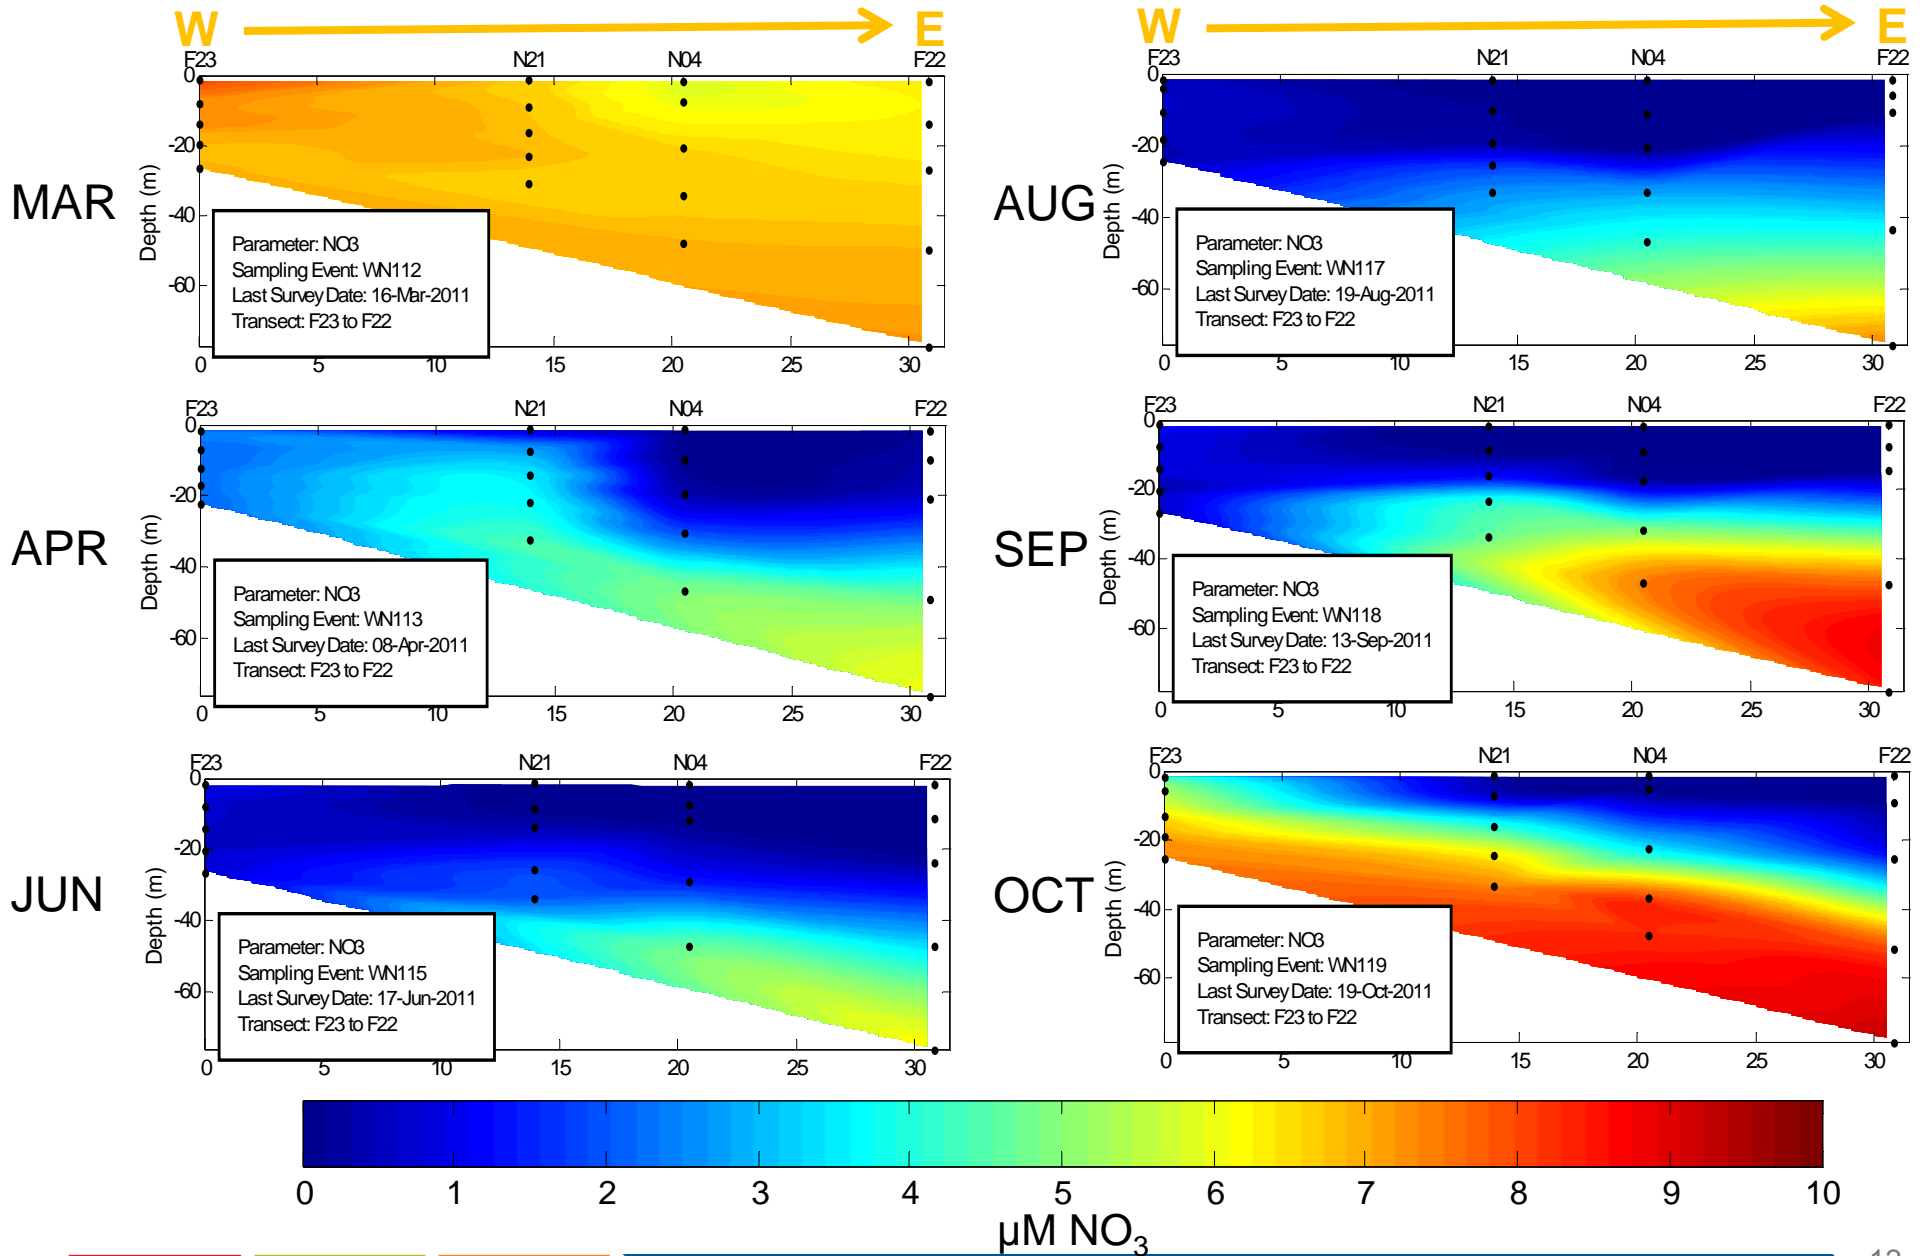 W E
F23 N21 N04 F22
MAR
Depth (m)
0
-20
-40
-60
Parameter: NO3
Sampling Event: WN112
Last Survey Date: 16-Mar-2011
Transect: F23 to F22
0 5 10 15 20 25 30
F23 N21 N04 F22
APR
Depth (m)
0
-20
-40
-60
Parameter: NO3
Sampling Event: WN113
Last Survey Date: 08-Apr-2011
Transect: F23 to F22
0 5 10 15 20 25 30
F23 N21 N04 F22
JUN
Depth (m)
0
-20
-40
-60
Parameter: NO3
Sampling Event: WN115
Last Survey Date: 17-Jun-2011
Transect: F23 to F22
0 5 10 15 20 25 30
W E
F23 N21 N04 F22
AUG
Depth (m)
0
-20
-40
-60
Parameter: NO3
Sampling Event: WN117
Last Survey Date: 19-Aug-2011
Transect: F23 to F22
0 5 10 15 20 25 30
F23 N21 N04 F22
SEP
Depth (m)
0
-20
-40
-60
Parameter: NO3
Sampling Event: WN118
Last Survey Date: 13-Sep-2011
Transect: F23 to F22
0 5 10 15 20 25 30
F23 N21 N04 F22
OCT
Depth (m)
0
-20
-40
-60
Parameter: NO3
Sampling Event: WN119
Last Survey Date: 19-Oct-2011
Transect: F23 to F22
0 5 10 15 20 25 30
0 1 2 3 4 5 6 7 8 9 10
µM NO₃